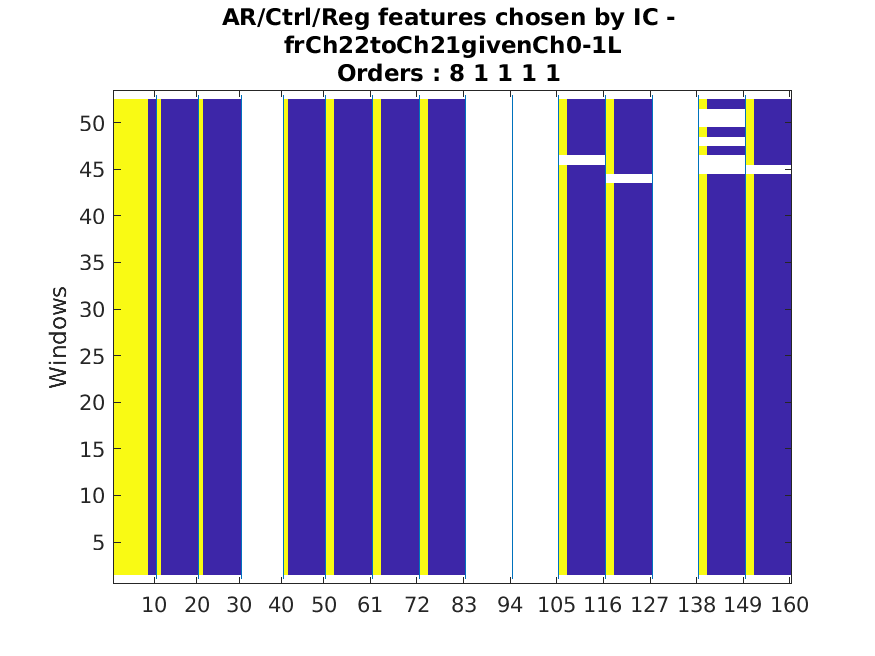 AR/Ctrl/Reg features chosen by IC -
frCh22toCh21givenCh0-1L
Orders : 8 1 1 1 1
Windows
50
45
40
35
30
25
20
15
10
5
10 20 30 40 50 61 72 83 94 105 116 127 138 149 160